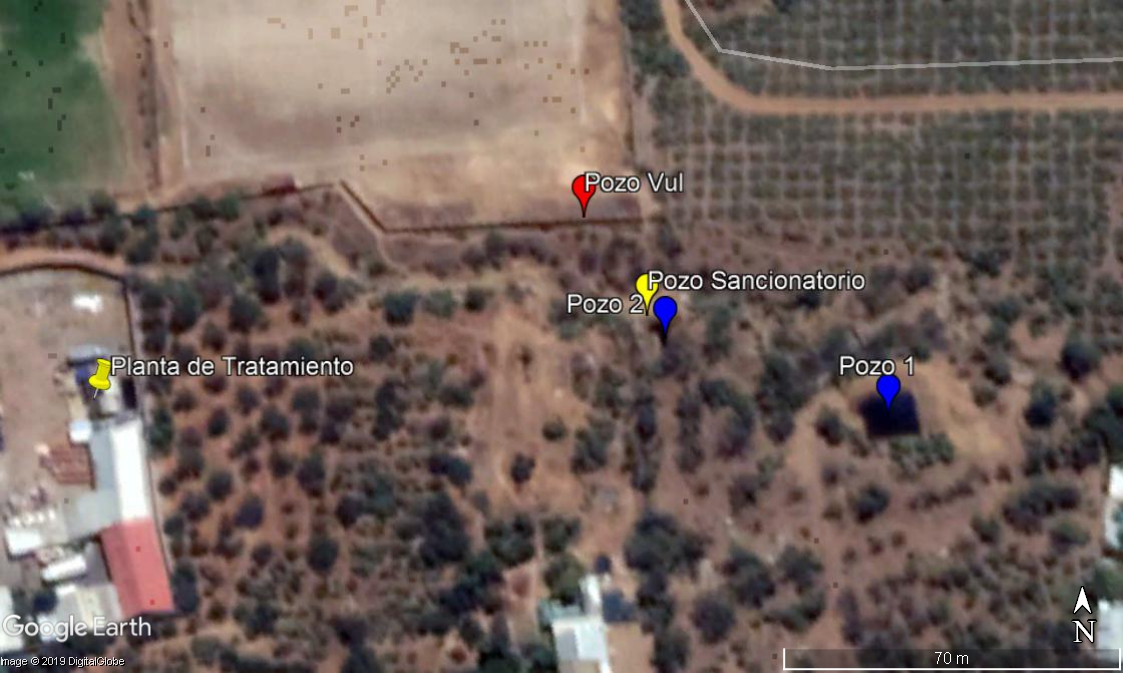 Pozo Vul
Pozo Sancionatorio
Pozo 2
Planta de Tratamiento
Pozo 1
Google Earth
Image © 2019 DigitalGlobe
70 m
N